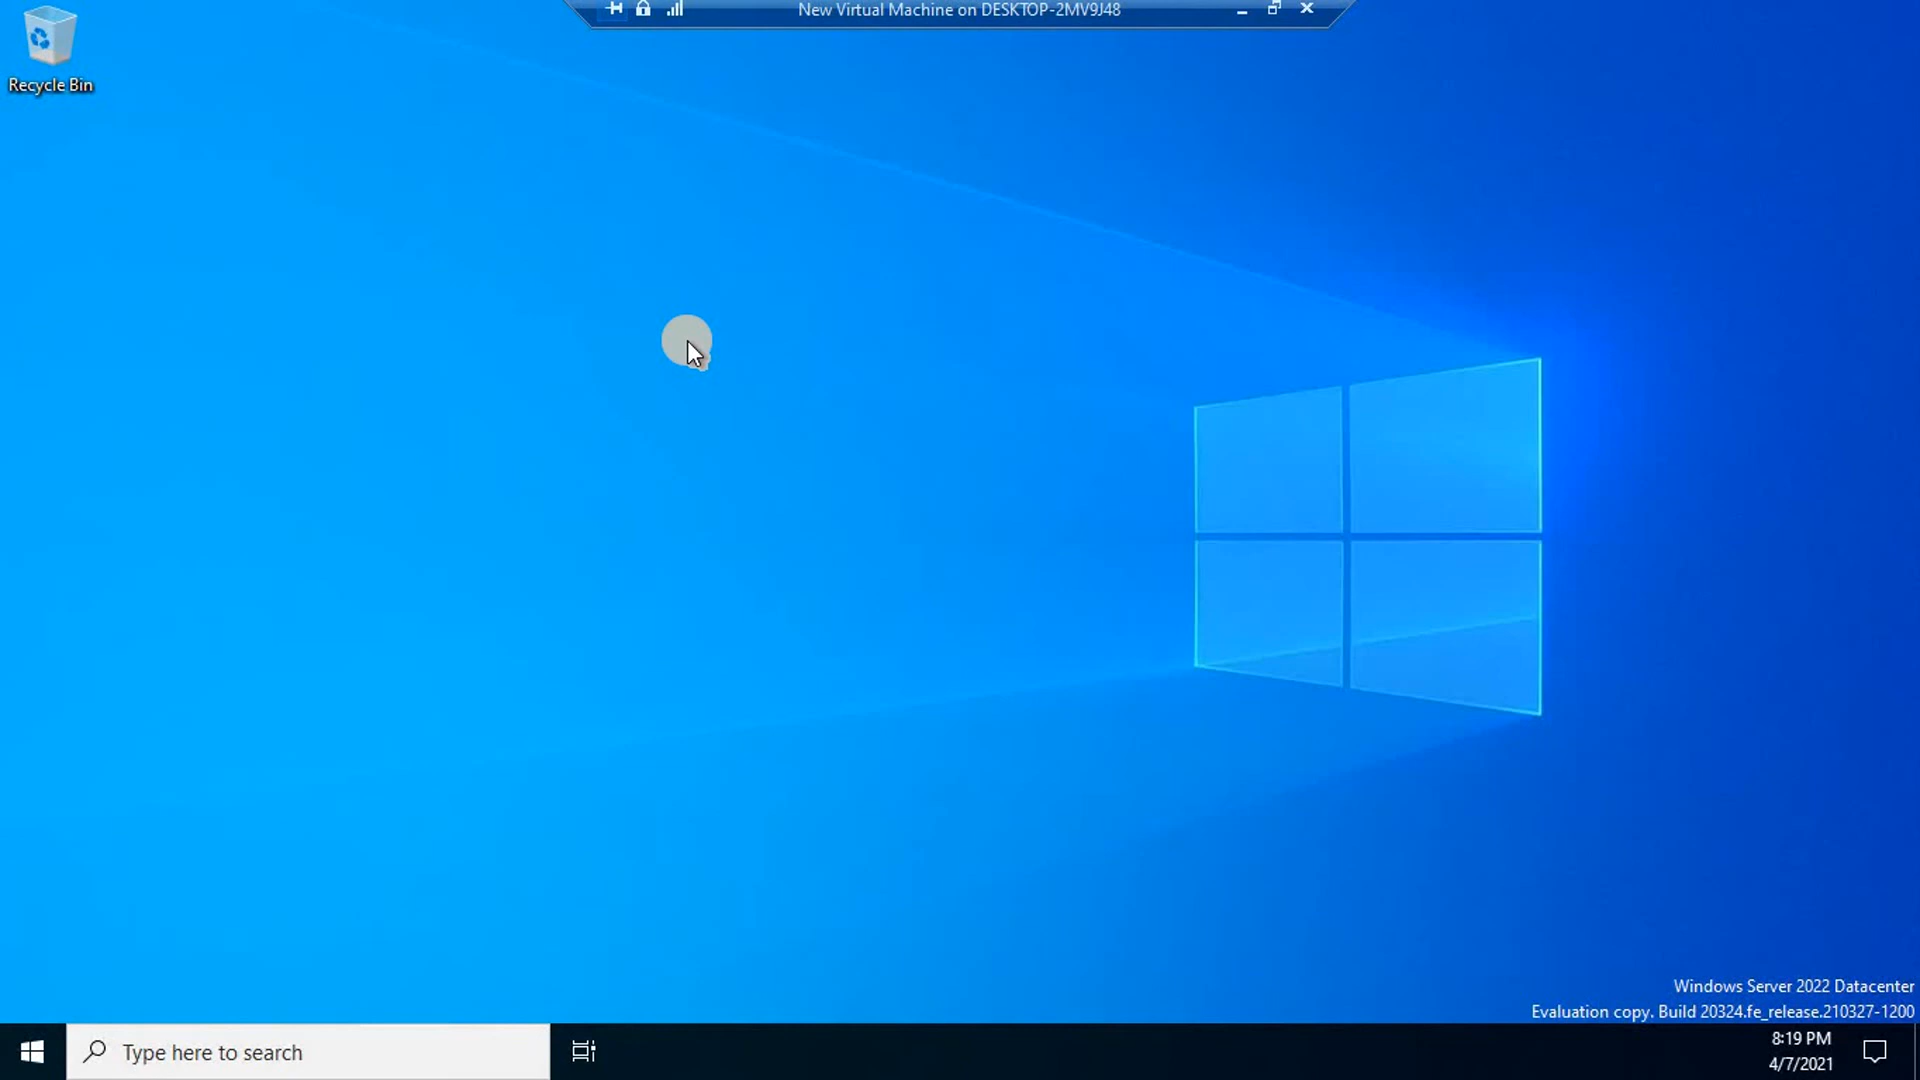 New Virtual Machine on DESKTOP-2MV9J48
Recycle Bin
Windows Server 2022 Datacenter
Evaluation copy. Build 20324.fe_release.210327-1200
Type here to search
8:19 PM
4/7/2021